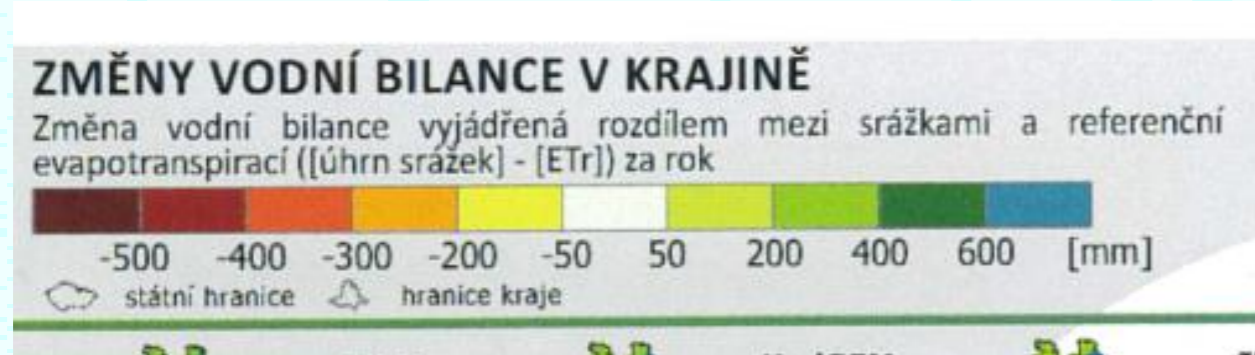 ZMĚNY VODNÍ BILANCE V KRAJINĚ
Změna vodní bilance vyjádřená rozdílem mezi srážkami a referenční
evapotranspirací ([úhrn srážek] - [ETr]) za rok
-500 -400 -300 -200 -50 50 200 400 600 [mm]
státní hranice hranice kraje